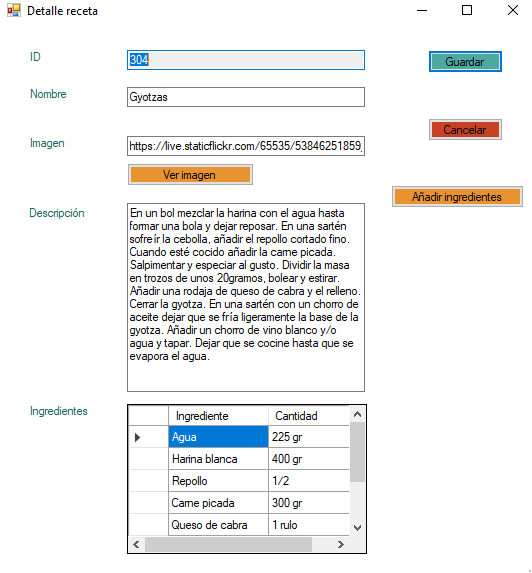 Detalle receta
ID
304
Guardar
Nombre
Gyotzas
Cancelar
Imagen
https://live.staticflickr.com/65535/53846251859_
Ver imagen
Añadir ingredientes
Descripción
En un bol mezclar la harina con el agua hasta
formar una bola y dejar reposar. En una sartén
sofreír la cebolla, añadir el repollo cortado fino.
Cuando esté cocido añadir la carne picada.
Salpimentar y especiar al gusto. Dividir la masa
en trozos de unos 20gramos, bolear y estirar.
Añadir una rodaja de queso de cabra y el relleno.
Cerrar la gyotza. En una sartén con un chorro de
aceite dejar que se fría ligeramente la base de la
gyotza. Añadir un chorro de vino blanco y/o
agua y tapar. Dejar que se cocine hasta que se
evapora el agua.
Ingredientes
Ingrediente Cantidad
Agua 225 gr
Harina blanca 400 gr
Repollo 1/2
Carne picada 300 gr
Queso de cabra 1 rulo